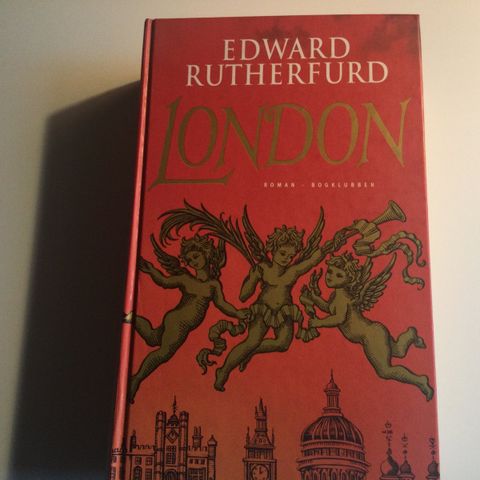 EDWARD
RUTHERFURD
LONDON
ROMAN - BOGKLUBBEN